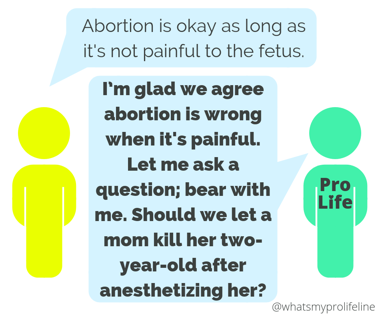 Abortion is okay as long as
it's not painful to the fetus.
I'm glad we agree
abortion is wrong
when it's painful.
Let me ask a
question; bear with
me. Should we let a
mom kill her two-
year-old after
anesthetizing her?
Pro
Life
@whatsmyprolifeline